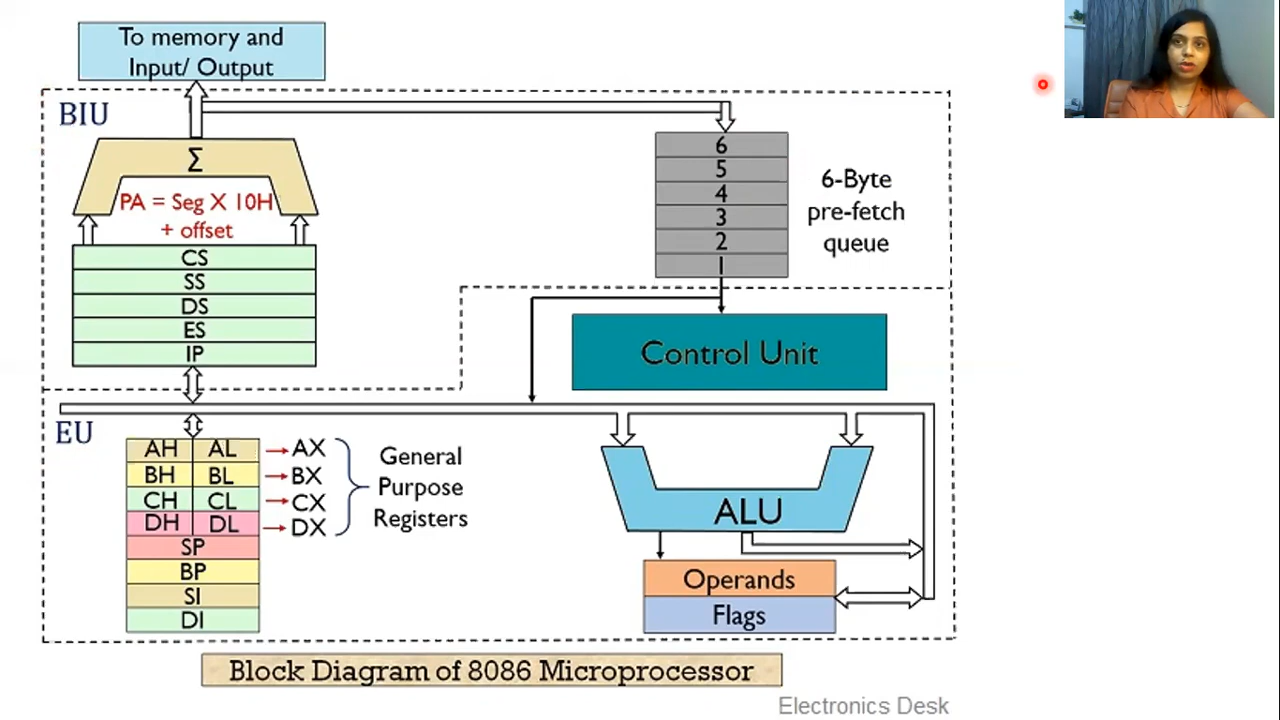 To memory and
Input/ Output
BIU
Σ
PA = Seg X 10H
+ offset
CS
SS
DS
ES
IP
6
5
4
3
2
1
6-Byte
pre-fetch
queue
Control Unit
EU
AH AL AX
BH BL BX
CH CL CX
DH DL DX
SP
BP
SI
DI
General
Purpose
Registers
ALU
Operands
Flags
Block Diagram of 8086 Microprocessor
Electronics Desk